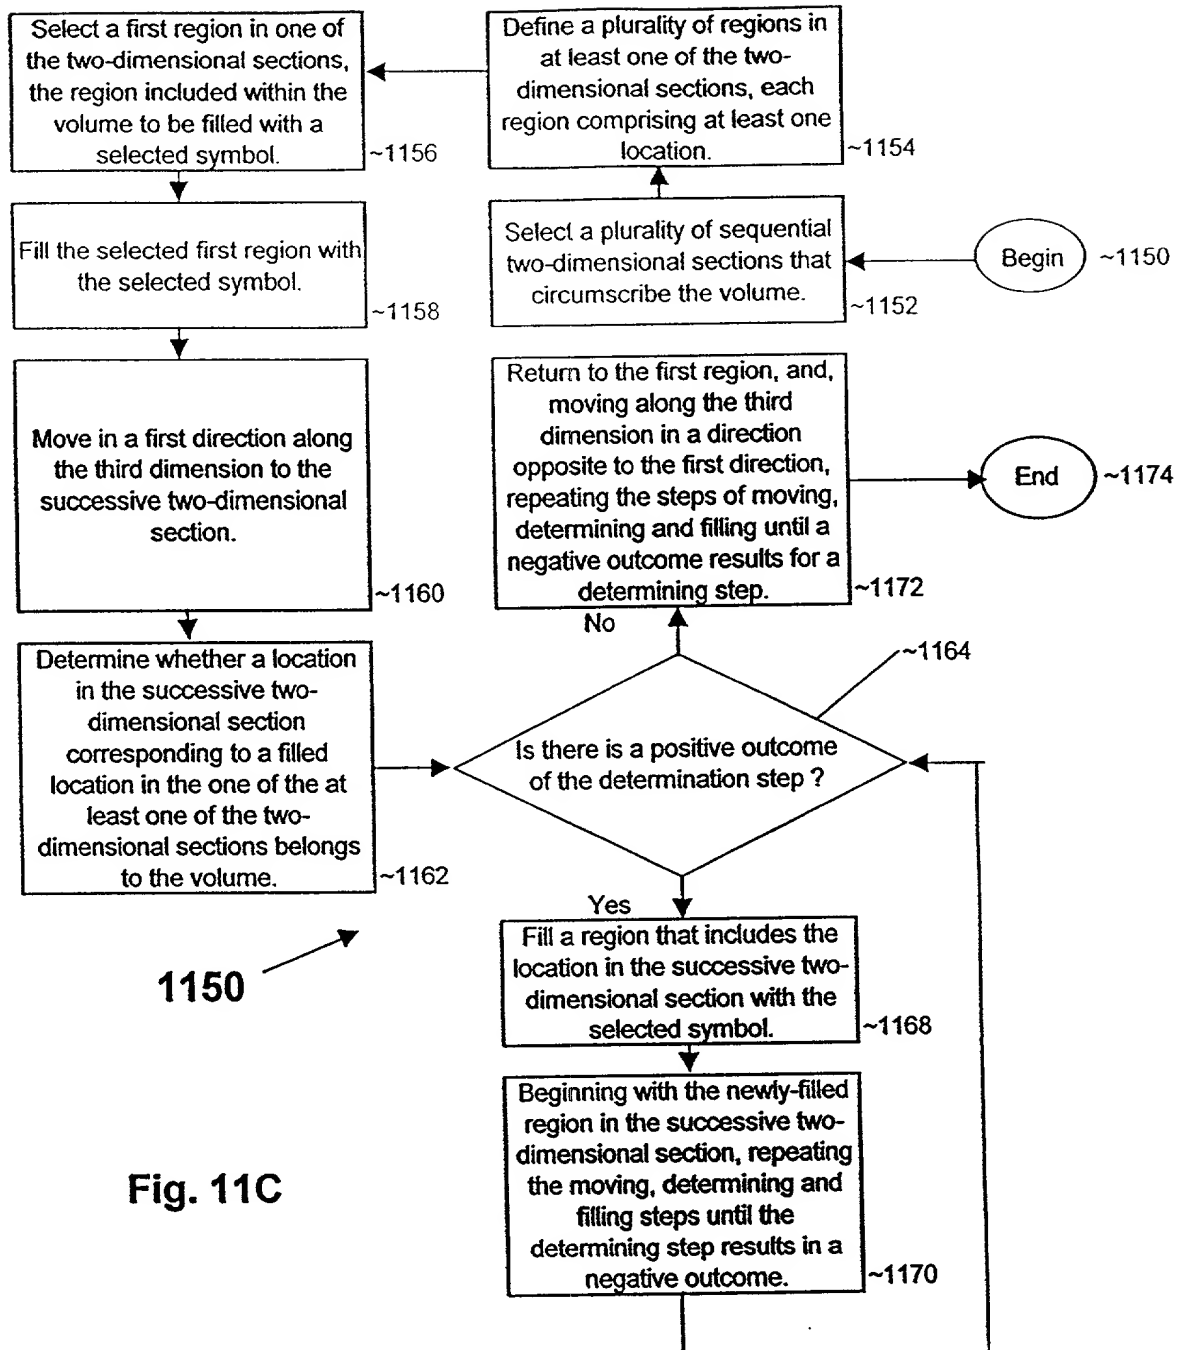 Select a first region in one of
the two-dimensional sections,
the region included within the
volume to be filled with a
selected symbol.
~1156
Define a plurality of regions in
at least one of the two-
dimensional sections, each
region comprising at least one
location.
~1154
Fill the selected first region with
the selected symbol.
~1158
Select a plurality of sequential
two-dimensional sections that
circumscribe the volume.
~1152
Begin
~1150
Move in a first direction along
the third dimension to the
successive two-dimensional
section.
~1160
Return to the first region, and,
moving along the third
dimension in a direction
opposite to the first direction,
repeating the steps of moving,
determining and filling until a
negative outcome results for a
determining step.
~1172
End
~1174
No
Determine whether a location
in the successive two-
dimensional section
corresponding to a filled
location in the one of the at
least one of the two-
dimensional sections belongs
to the volume.
~1162
~1164
Is there is a positive outcome
of the determination step ?
Yes
1150
Fill a region that includes the
location in the successive two-
dimensional section with the
selected symbol.
~1168
Beginning with the newly-filled
region in the successive two-
dimensional section, repeating
the moving, determining and
filling steps until the
determining step results in a
negative outcome.
~1170
Fig. 11C